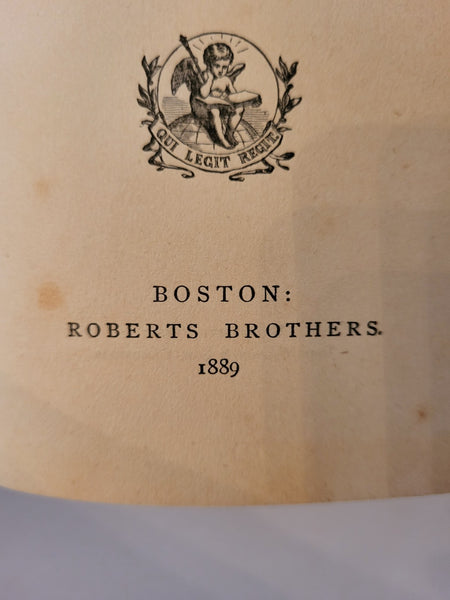 QUI LEGIT REGIT.
BOSTON:
ROBERTS BROTHERS.
1889